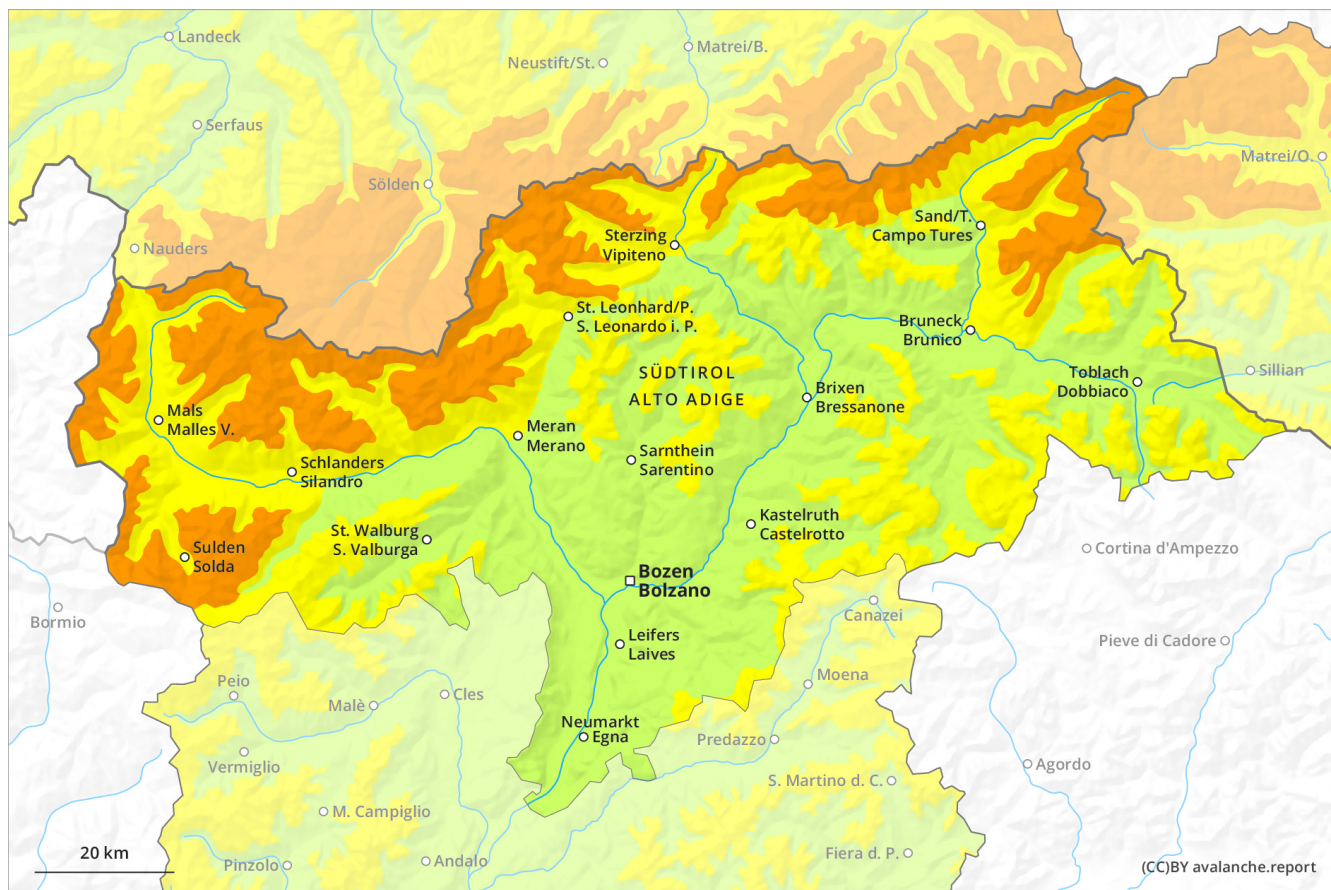 Landeck
Matrei/B.
Neustift/St.
Serfaus
Matrei/O.
Sölden
Sand/T.
Campo Tures
Sterzing
Vipiteno
Nauders
St. Leonhard/P.
S. Leonardo i. P.
Bruneck
Brunico
SÜDTIROL
ALTO ADIGE
Toblach
Dobbiaco
Sillian
Brixen
Bressanone
Mals
Malles V.
Meran
Merano
Sarnthein
Sarentino
Schlanders
Silandro
Kastelruth
Castelrotto
St. Walburg
S. Valburga
Sulden
Solda
Cortina d'Ampezzo
Bozen
Bolzano
Bormio
Canazei
Leifers
Laives
Pieve di Cadore
Peio
Moena
Cles
Malè
Neumarkt
Egna
Predazzo
Vermiglio
Agordo
S. Martino d. C.
M. Campiglio
20 km
Andalo
Fiera d. P.
Pinzolo
(CC)BY avalanche.report